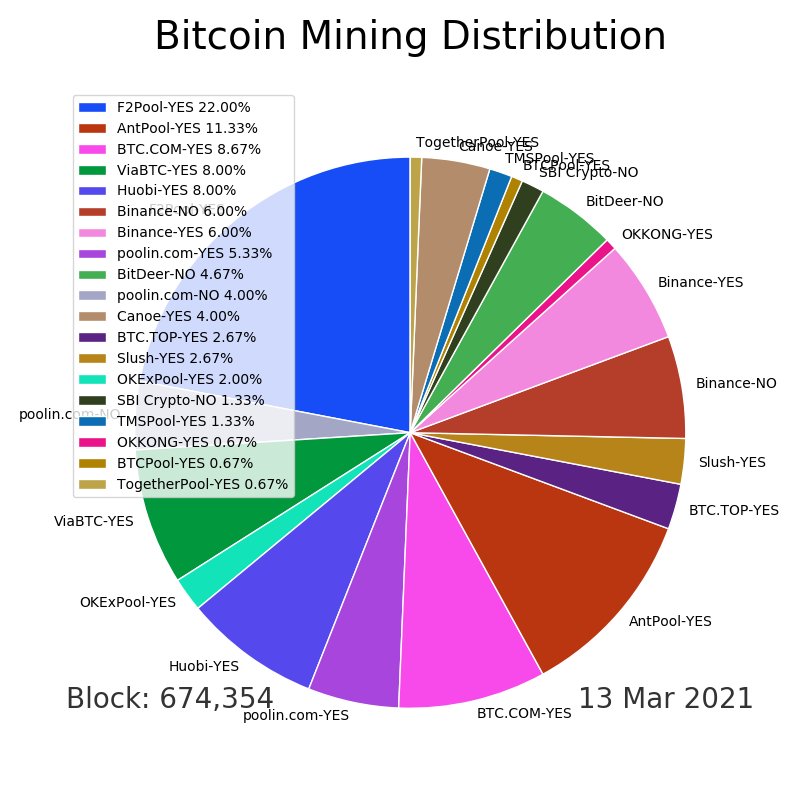 Bitcoin Mining Distribution
F2Pool-YES 22.00%
AntPool-YES 11.33%
BTC.COM-YES 8.67%
ViaBTC-YES 8.00%
Huobi-YES 8.00%
Binance-NO 6.00%
Binance-YES 6.00%
poolin.com-YES 5.33%
BitDeer-NO 4.67%
poolin.com-NO 4.00%
Canoe-YES 4.00%
BTC.TOP-YES 2.67%
Slush-YES 2.67%
OKExPool-YES 2.00%
SBI Crypto-NO 1.33%
TMSPool-YES 1.33%
OKKONG-YES 0.67%
BTCPool-YES 0.67%
TogetherPool-YES 0.67%
TogetherPool-YES
Canoe-YES
TMSPool-YES
BTCPool-YES
SBI Crypto-NO
BitDeer-NO
OKKONG-YES
Binance-YES
Binance-NO
Slush-YES
BTC.TOP-YES
AntPool-YES
BTC.COM-YES
poolin.com-YES
Huobi-YES
OKExPool-YES
ViaBTC-YES
poolin.com-NO
F2Pool-YES
Block: 674,354
13 Mar 2021